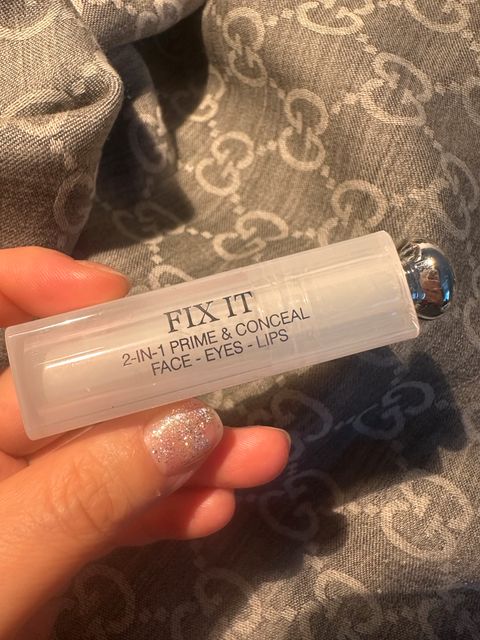 FIX IT
2-IN-1 PRIME & CONCEAL
FACE - EYES - LIPS